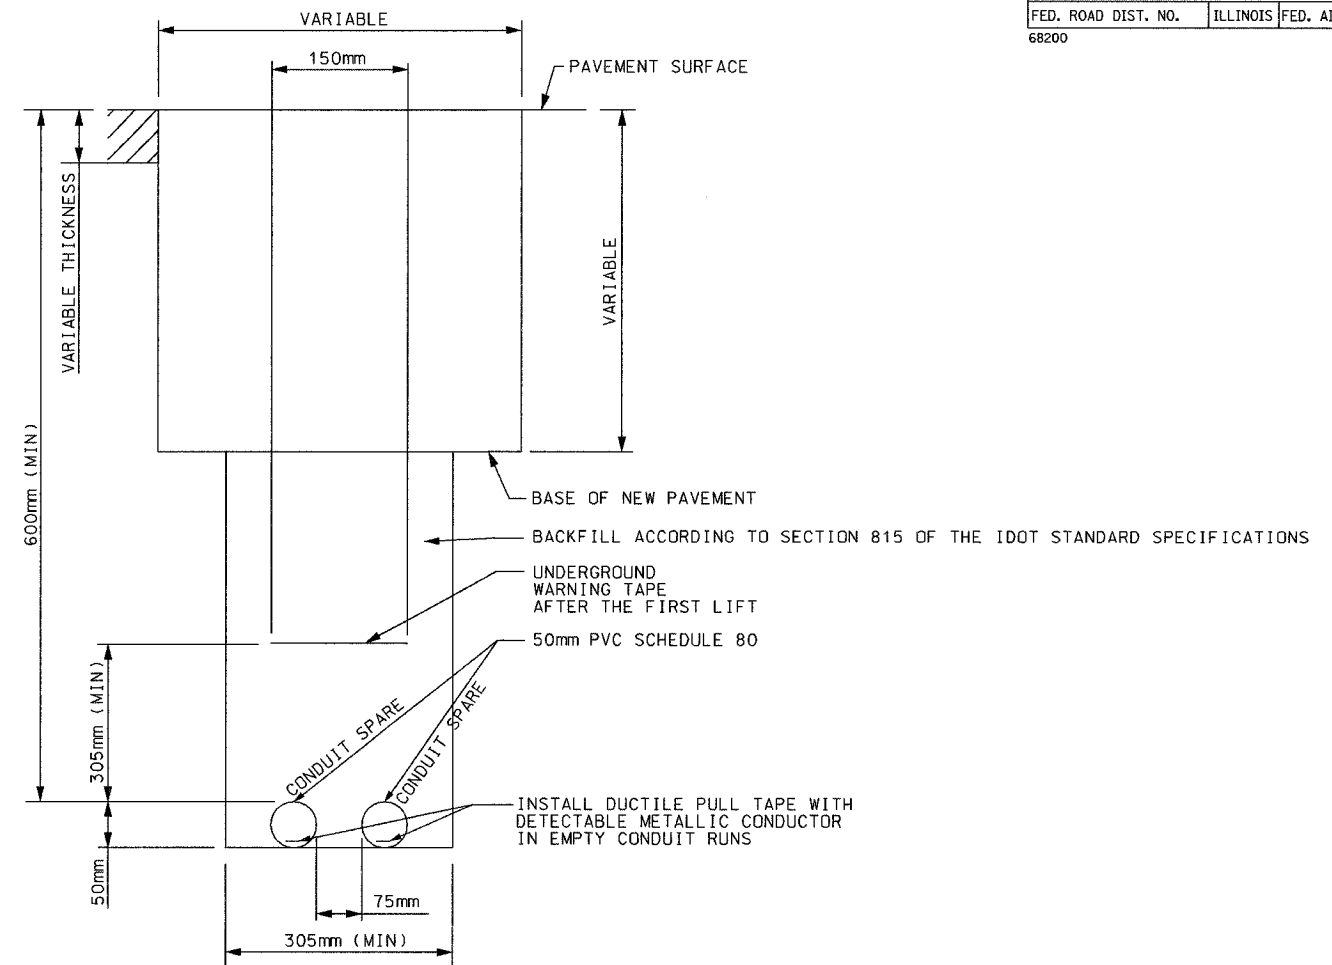 FED. ROAD DIST. NO. ILLINOIS FED.
68200
VARIABLE
150mm
PAVEMENT SURFACE
VARIABLE THICKNESS
VARIABLE
600mm (MIN)
BASE OF NEW PAVEMENT
BACKFILL ACCORDING TO SECTION 815 OF THE IDOT STANDARD SPECIFICATIONS
UNDERGROUND
WARNING TAPE
AFTER THE FIRST LIFT
50mm PVC SCHEDULE 80
305mm (MIN)
CONDUIT SPARE
CONDUIT SPARE
INSTALL DUCTILE PULL TAPE WITH
DETECTABLE METALLIC CONDUCTOR
IN EMPTY CONDUIT RUNS
50mm
75mm
305mm (MIN)